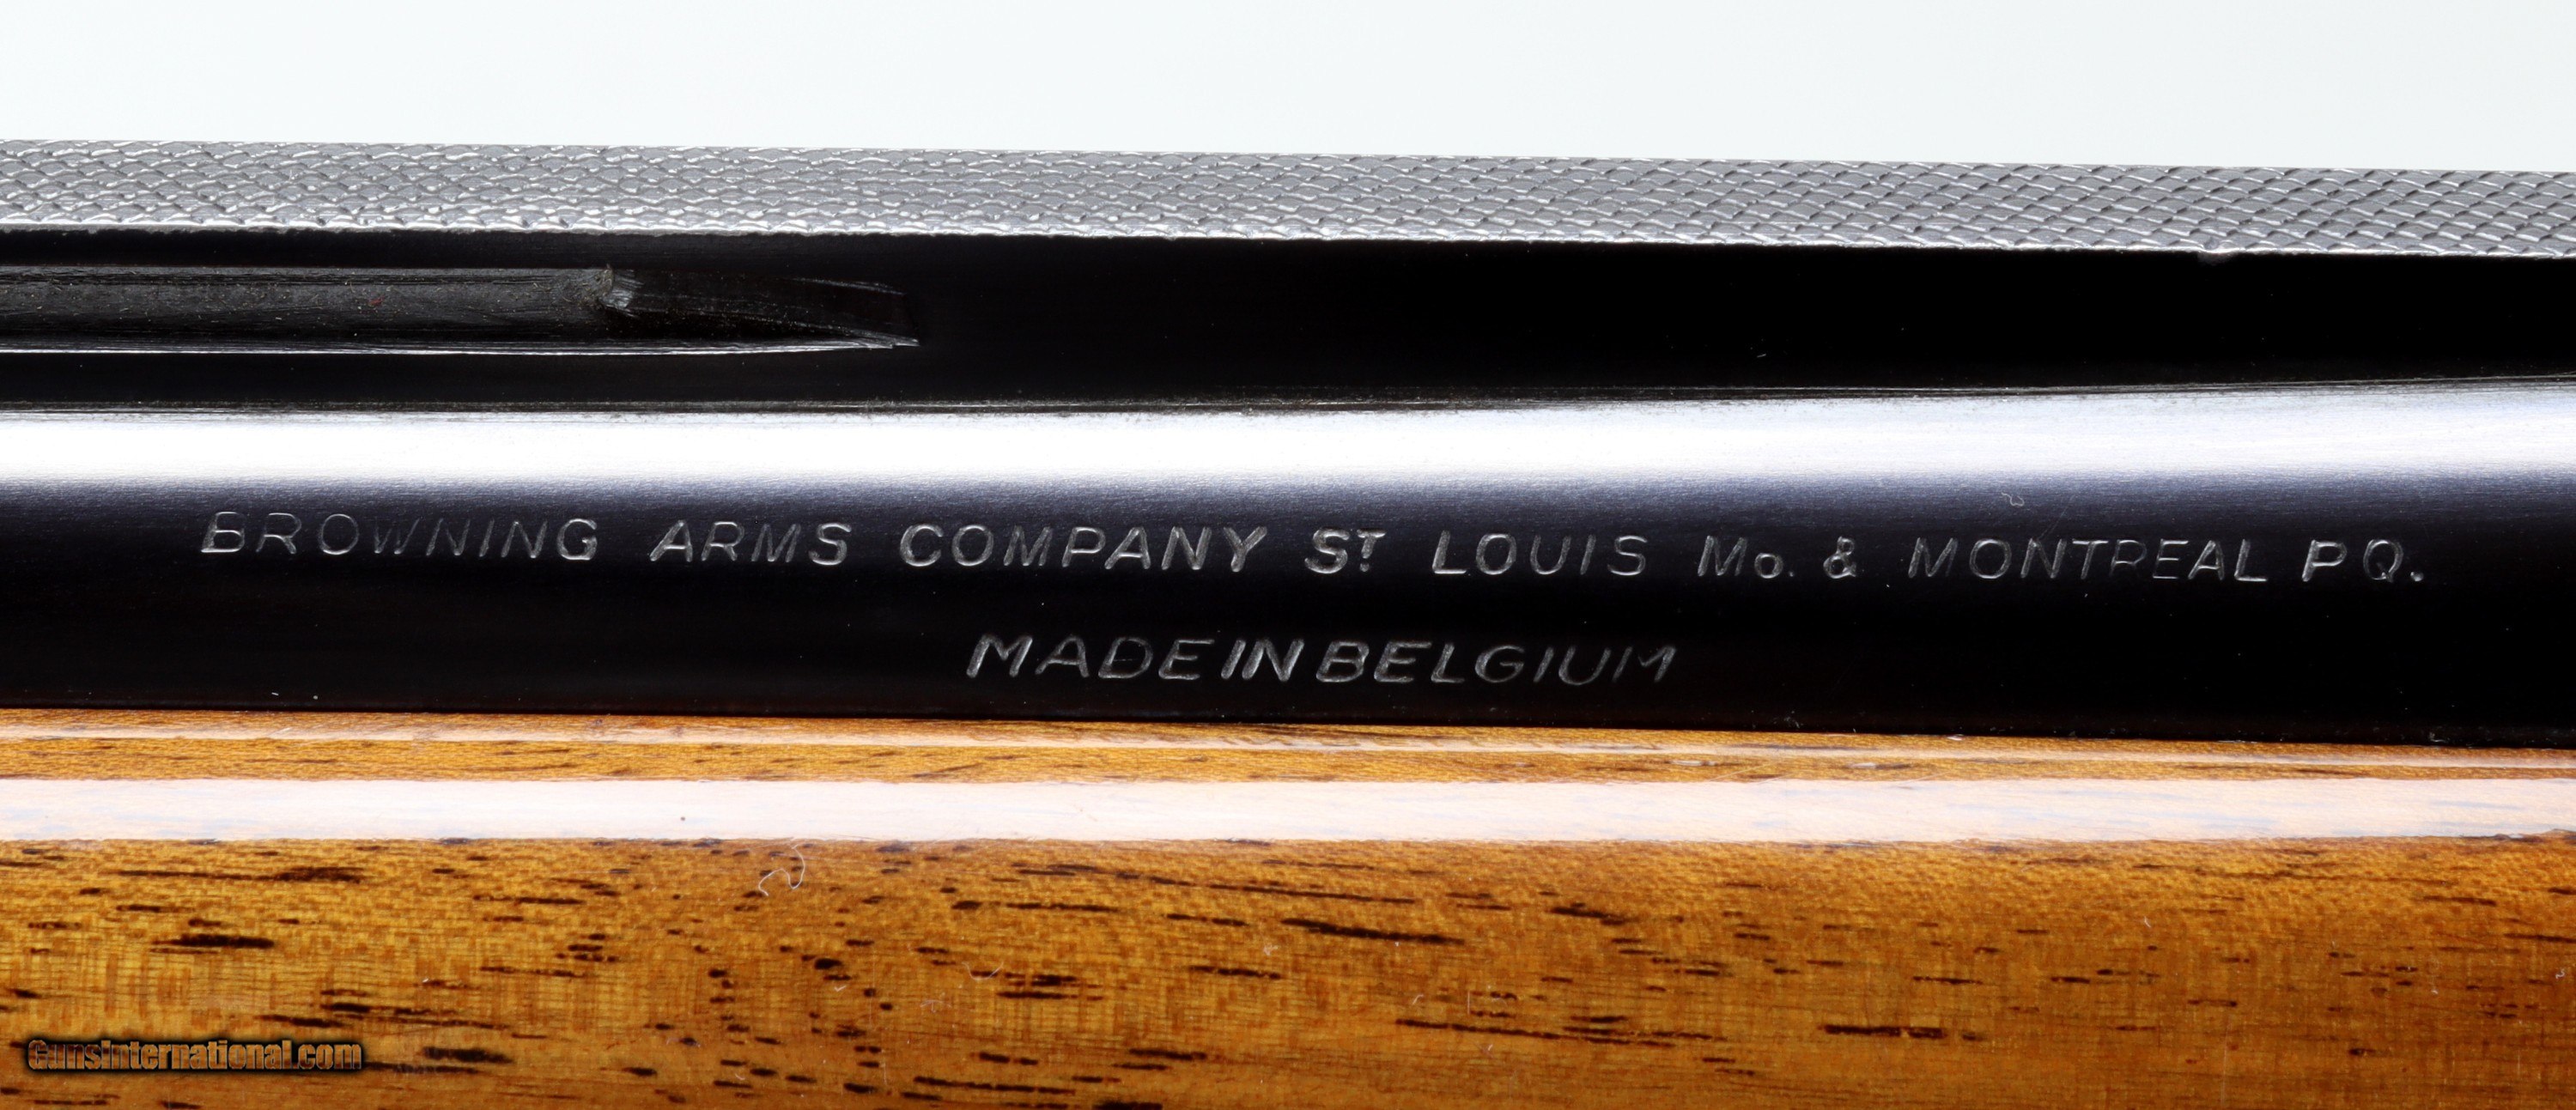 BROWNING ARMS COMPANY ST LOUIS Mo. & MONTREAL P.Q.
MADE IN BELGIUM
GunsInternational.com